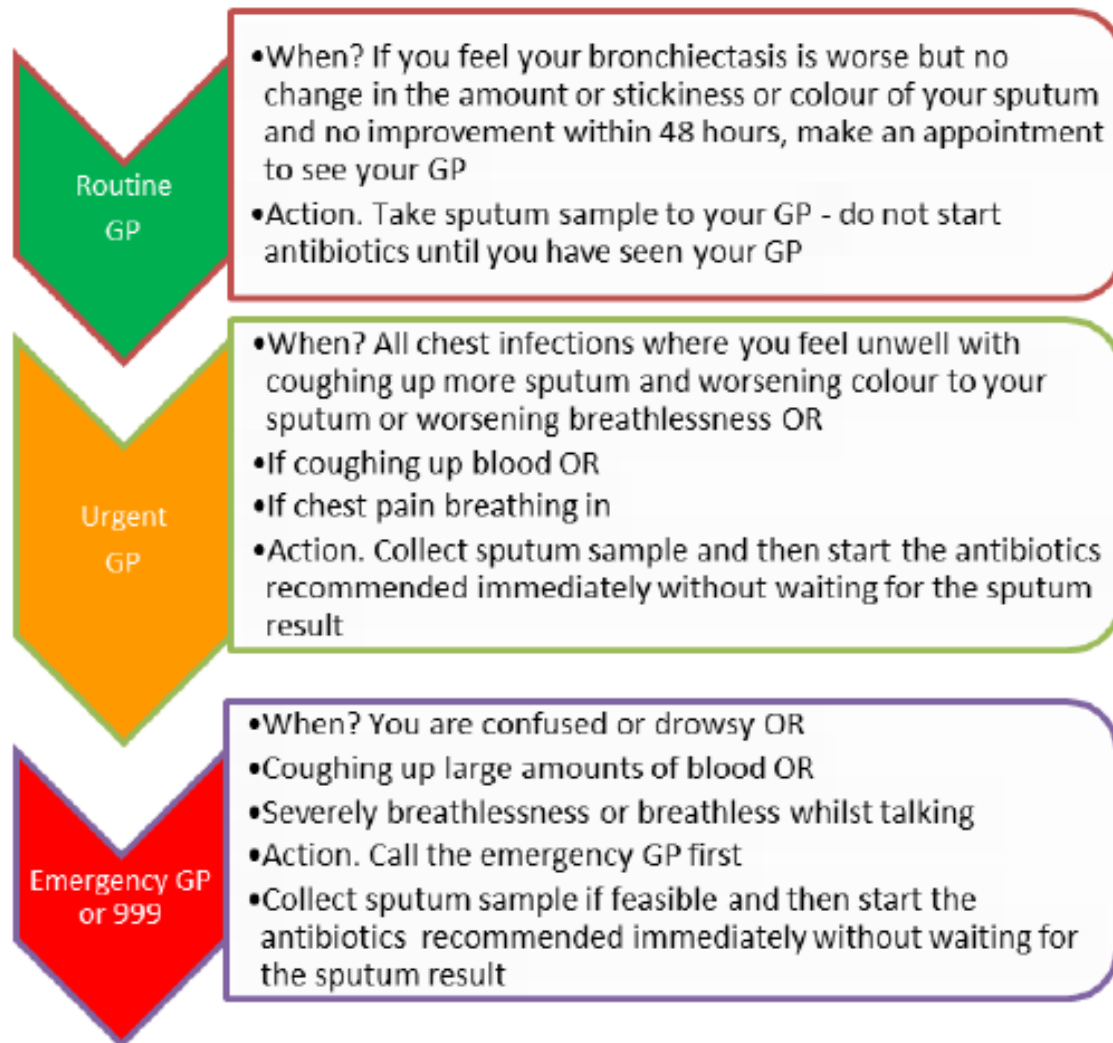 Routine
GP
•When? If you feel your bronchiectasis is worse but no
change in the amount or stickiness or colour of your sputum
and no improvement within 48 hours, make an appointment
to see your GP
•Action. Take sputum sample to your GP - do not start
antibiotics until you have seen your GP
Urgent
GP
•When? All chest infections where you feel unwell with
coughing up more sputum and worsening colour to your
sputum or worsening breathlessness OR
•If coughing up blood OR
•If chest pain breathing in
•Action. Collect sputum sample and then start the antibiotics
recommended immediately without waiting for the sputum
result
Emergency GP
or 999
•When? You are confused or drowsy OR
•Coughing up large amounts of blood OR
•Severely breathlessness or breathless whilst talking
•Action. Call the emergency GP first
•Collect sputum sample if feasible and then start the
antibiotics recommended immediately without waiting for
the sputum result